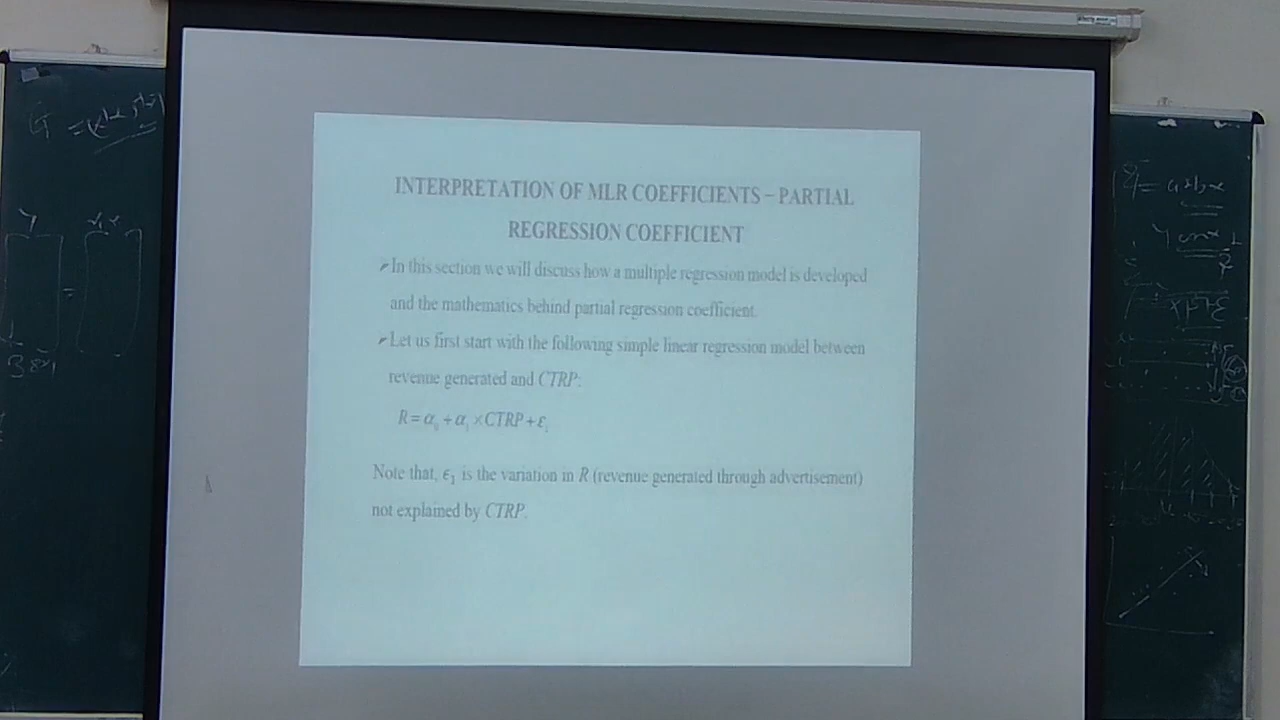 INTERPRETATION OF MLR COEFFICIENTS – PARTIAL
REGRESSION COEFFICIENT
➢In this section we will discuss how a multiple regression model is developed
and the mathematics behind partial regression coefficient.
➢Let us first start with the following simple linear regression model between
revenue generated and CTRP:
R = α₀ + α₁ × CTRP + ε₁
Note that, ϵ₁ is the variation in R (revenue generated through advertisement)
not explained by CTRP.